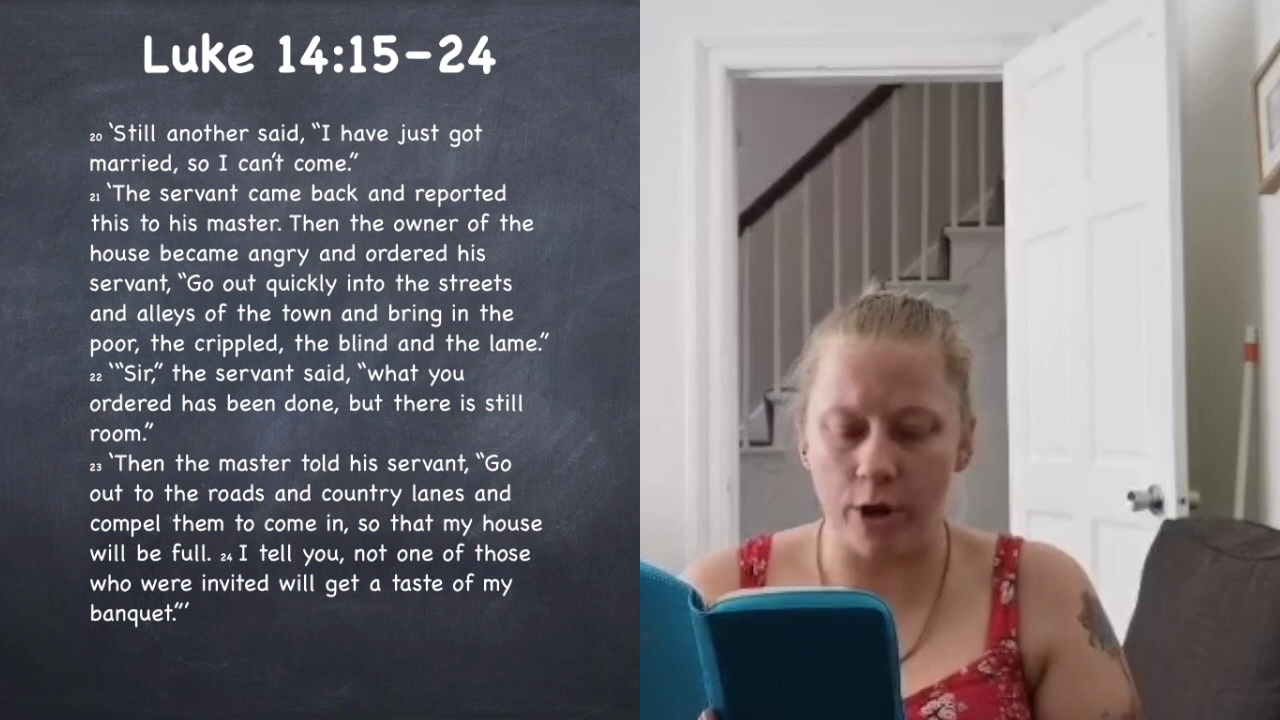 Luke 14:15-24
20 ‘Still another said, “I have just got
married, so I can’t come.”
21 ‘The servant came back and reported
this to his master. Then the owner of the
house became angry and ordered his
servant, “Go out quickly into the streets
and alleys of the town and bring in the
poor, the crippled, the blind and the lame.”
22 ‘“Sir,” the servant said, “what you
ordered has been done, but there is still
room.”
23 ‘Then the master told his servant, “Go
out to the roads and country lanes and
compel them to come in, so that my house
will be full. 24 I tell you, not one of those
who were invited will get a taste of my
banquet.”’